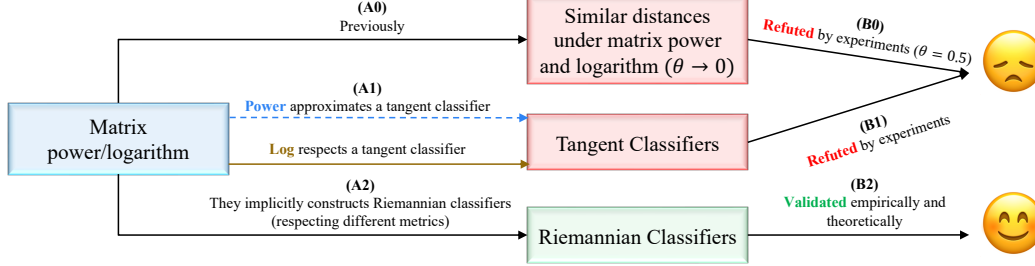 (A0)
Previously
Similar distances
under matrix power
and logarithm (θ → 0)
(B0)
Refuted by experiments (θ = 0.5)
Matrix
power/logarithm
(A1)
Power approximates a tangent classifier
Log respects a tangent classifier
Tangent Classifiers
(B1)
Refuted by experiments
(A2)
They implicitly constructs Riemannian classifiers
(respecting different metrics)
Riemannian Classifiers
(B2)
Validated empirically and
theoretically